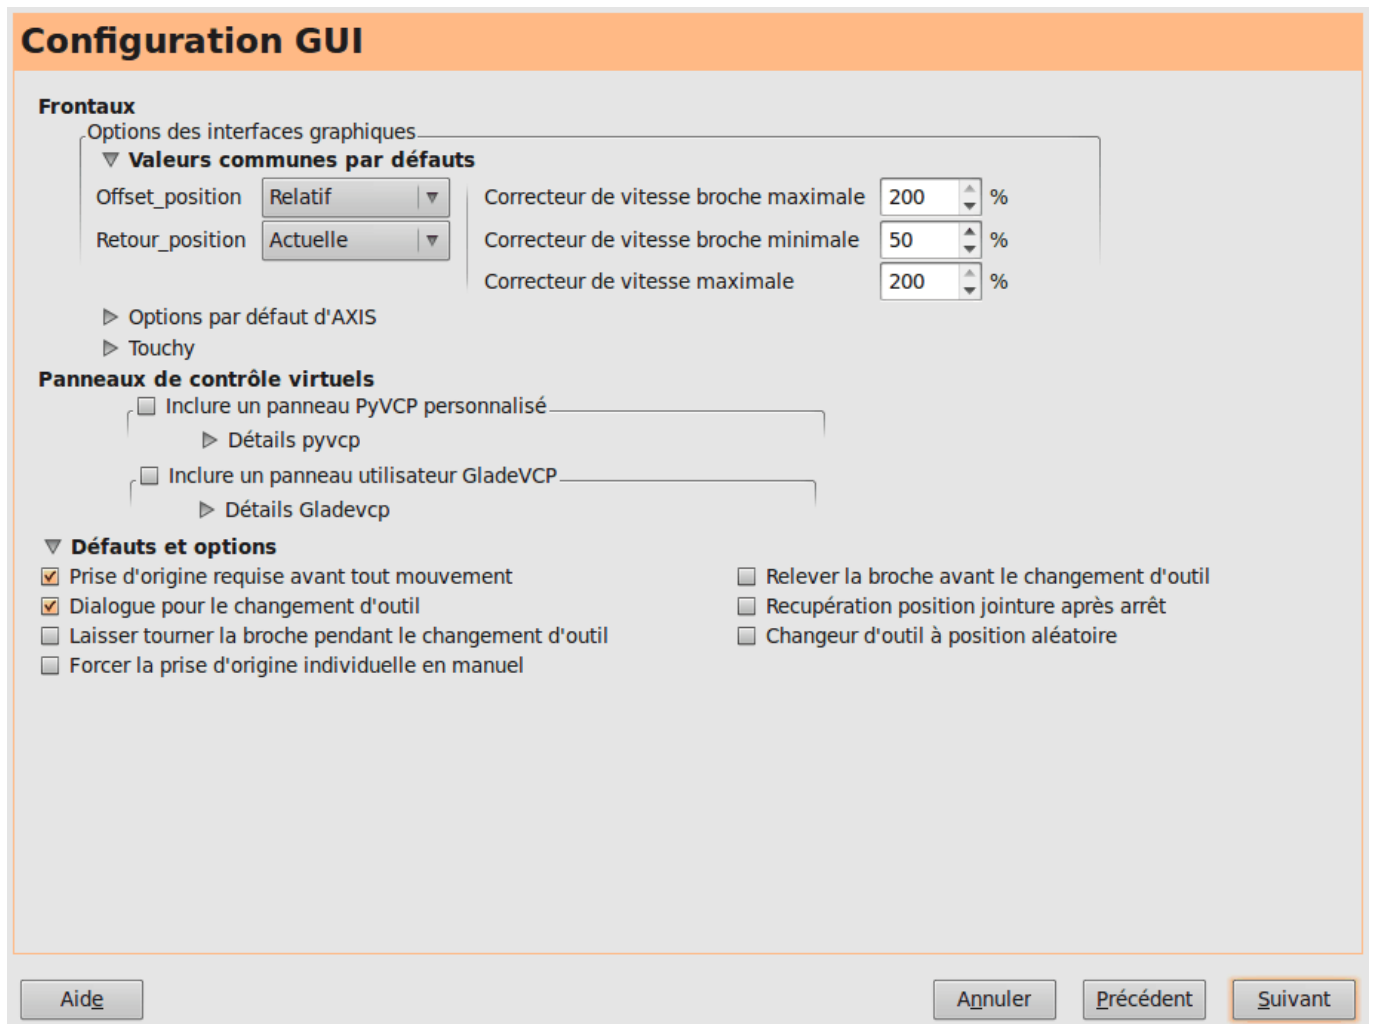 Configuration GUI
Frontaux
Options des interfaces graphiques
Valeurs communes par défauts
Offset_position Relatif Correcteur de vitesse broche maximale 200 %
Retour_position Actuelle Correcteur de vitesse broche minimale 50 %
Correcteur de vitesse maximale 200 %
Options par défaut d'AXIS
Touchy
Panneaux de contrôle virtuels
Inclure un panneau PyVCP personnalisé
Détails pyvcp
Inclure un panneau utilisateur GladeVCP
Détails Gladevcp
Défauts et options
Prise d'origine requise avant tout mouvement Relever la broche avant le changement d'outil
Dialogue pour le changement d'outil Recupération position jointure après arrêt
Laisser tourner la broche pendant le changement d'outil Changeur d'outil à position aléatoire
Forcer la prise d'origine individuelle en manuel
Aide Annuler Précédent Suivant